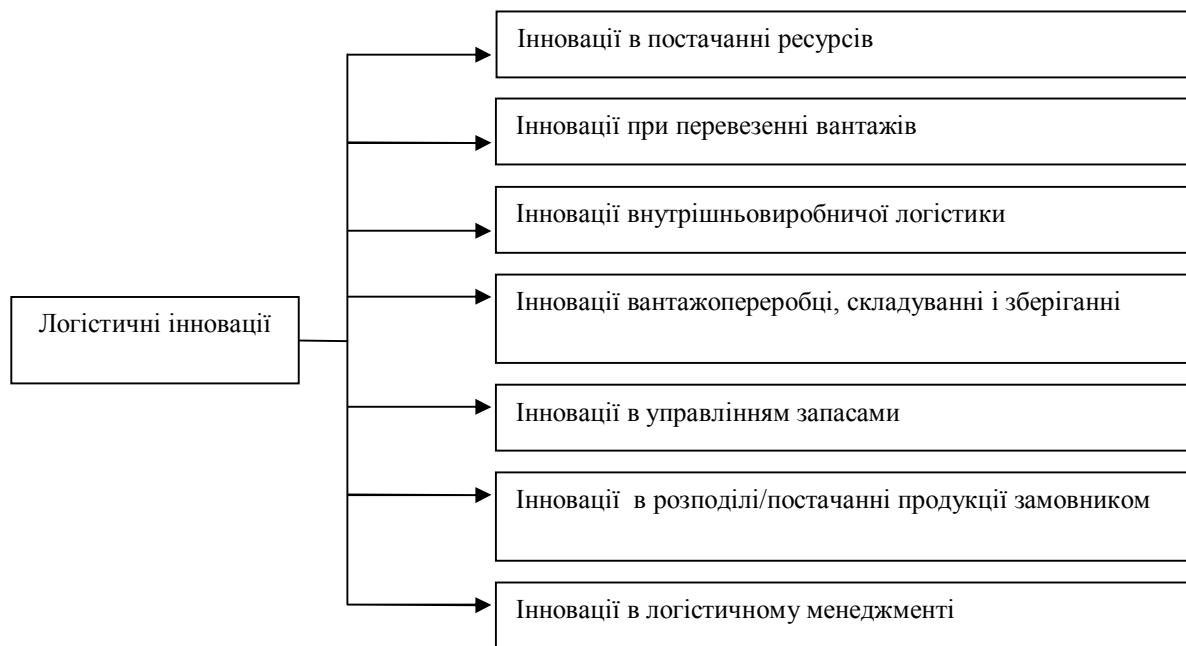 Інновації в постачанні ресурсів
Інновації при перевезенні вантажів
Інновації внутрішньовиробничої логістики
Інновації вантажопереробці, складуванні і зберіганні
Логістичні інновації
Інновації в управлінням запасами
Інновації в розподілі/постачанні продукції замовником
Інновації в логістичному менеджменті